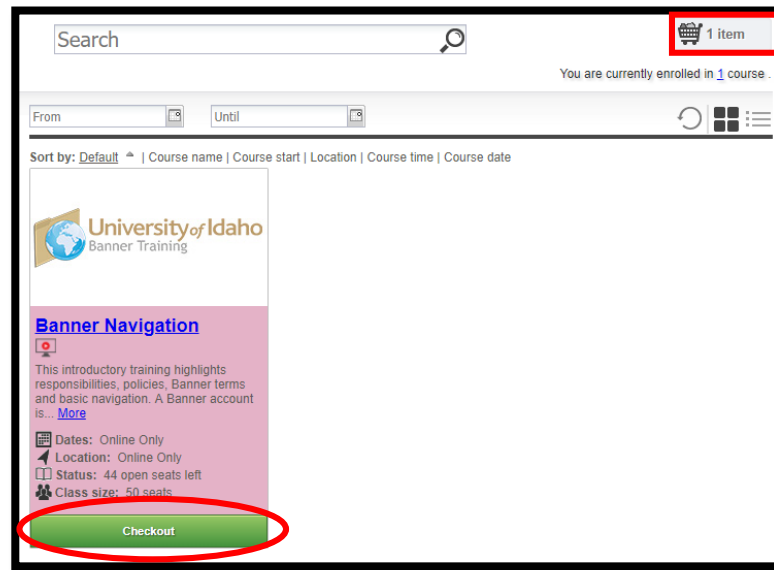 Search
1 item
You are currently enrolled in 1 course .
From
Until
Sort by: Default | Course name | Course start | Location | Course time | Course date
University of Idaho
Banner Training
Banner Navigation
This introductory training highlights
responsibilities, policies, Banner terms
and basic navigation. A Banner account
is... More
Dates: Online Only
Location: Online Only
Status: 44 open seats left
Class size: 50 seats
Checkout